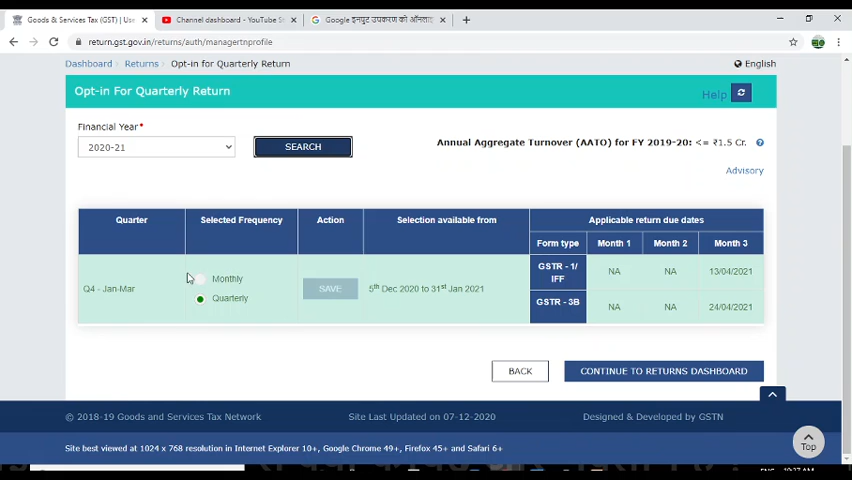 Goods & Services Tax (GST) | Use
Channel dashboard - YouTube St
Google इनपुट उपकरण को ऑनलाइ
return.gst.gov.in/returns/auth/managertnprofile
Dashboard Returns Opt-in for Quarterly Return English
Opt-in For Quarterly Return
Help
Financial Year*
2020-21
SEARCH
Annual Aggregate Turnover (AATO) for FY 2019-20: <= ₹1.5 Cr.
Advisory
Quarter Selected Frequency Action Selection available from Applicable return due dates
Form type Month 1 Month 2 Month 3
Q4 - Jan-Mar
Monthly
Quarterly
SAVE
5th Dec 2020 to 31st Jan 2021
GSTR - 1/
IFF
NA NA 13/04/2021
GSTR - 3B
NA NA 24/04/2021
BACK
CONTINUE TO RETURNS DASHBOARD
© 2018-19 Goods and Services Tax Network Site Last Updated on 07-12-2020 Designed & Developed by GSTN
Site best viewed at 1024 x 768 resolution in Internet Explorer 10+, Google Chrome 49+, Firefox 45+ and Safari 6+
Top
ENG 10:37 AM